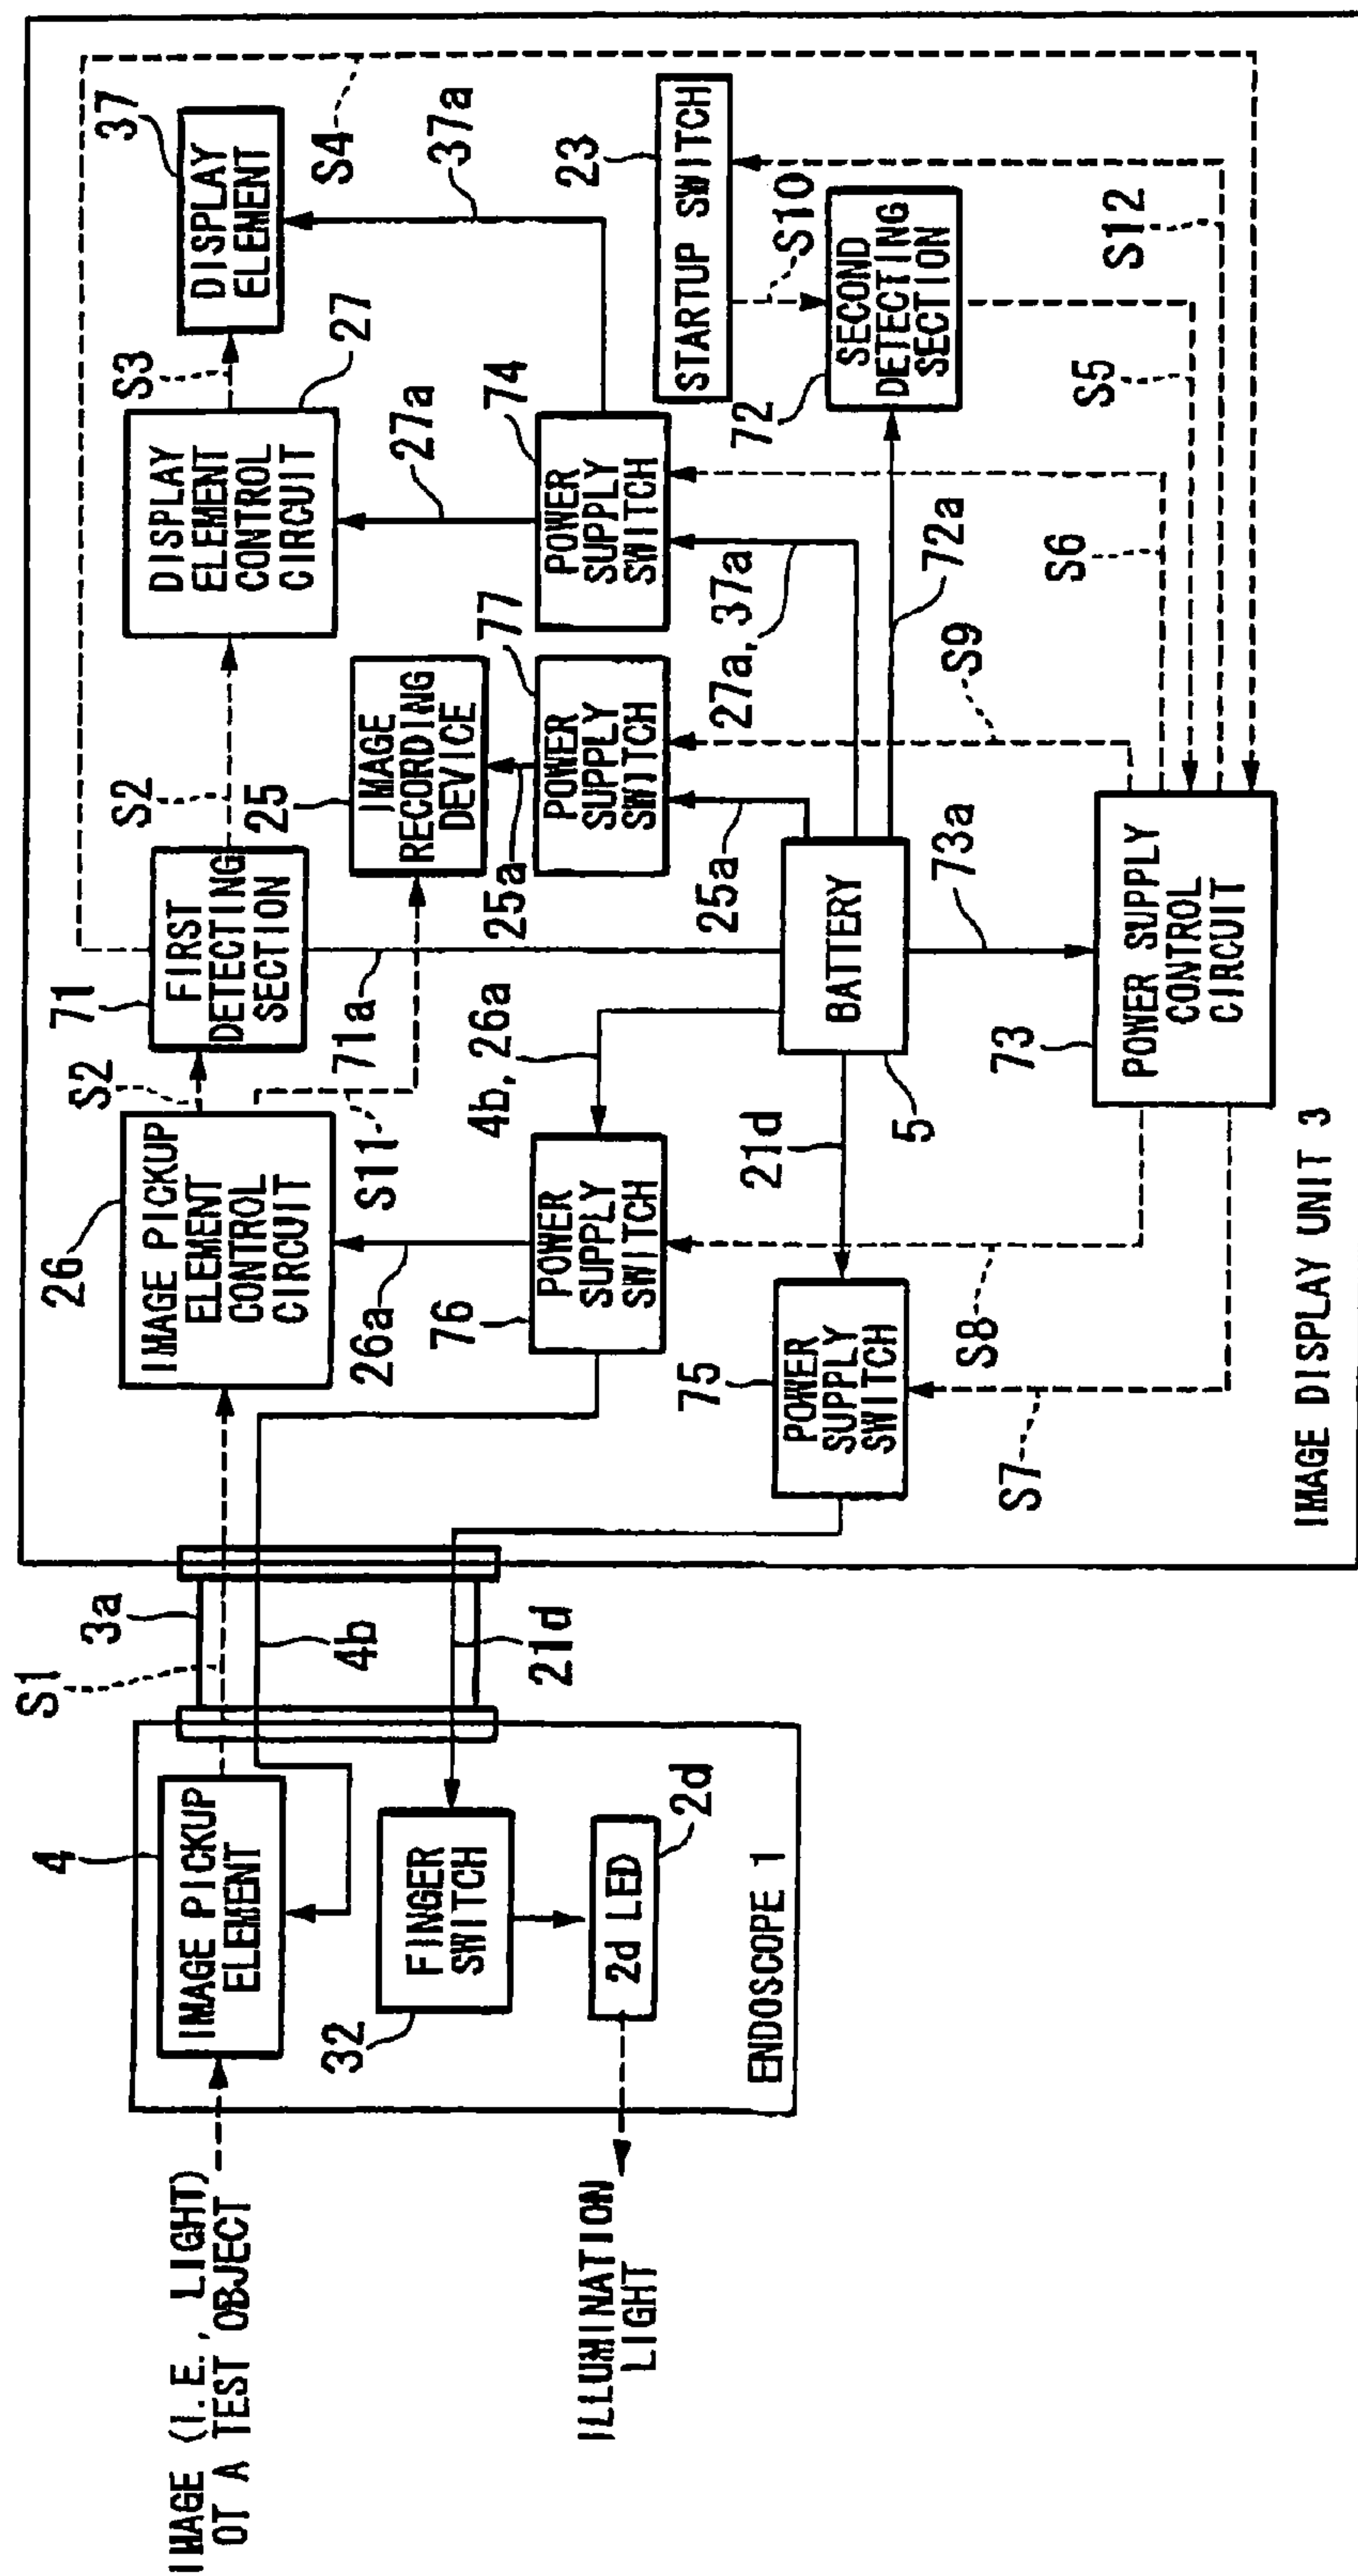 IMAGE (I.E., LIGHT)
OT A TEST OBJECT
ILLUMINATION
LIGHT
4
IMAGE PICKUP
ELEMENT
FINGER
SWITCH
32
2d LED
2d
ENDOSCOPE 1
S1
3a
4b
21d
26
IMAGE PICKUP
ELEMENT
CONTROL
CIRCUIT
S2
71
FIRST
DETECTING
SECTION
S2
DISPLAY
ELEMENT
CONTROL
CIRCUIT
27
S3
37
DISPLAY
ELEMENT
S4
37a
25
IMAGE
RECORDING
DEVICE
S11
71a
26a
25a
27a
76
POWER
SUPPLY
SWITCH
4b, 26a
77
POWER
SUPPLY
SWITCH
74
POWER
SUPPLY
SWITCH
23
STARTUP SWITCH
S10
72
SECOND
DETECTING
SECTION
25a
27a, 37a
72a
75
POWER
SUPPLY
SWITCH
21d
5
BATTERY
73a
S7
S8
S9
S6
S5
S12
73
POWER SUPPLY
CONTROL
CIRCUIT
IMAGE DISPLAY UNIT 3